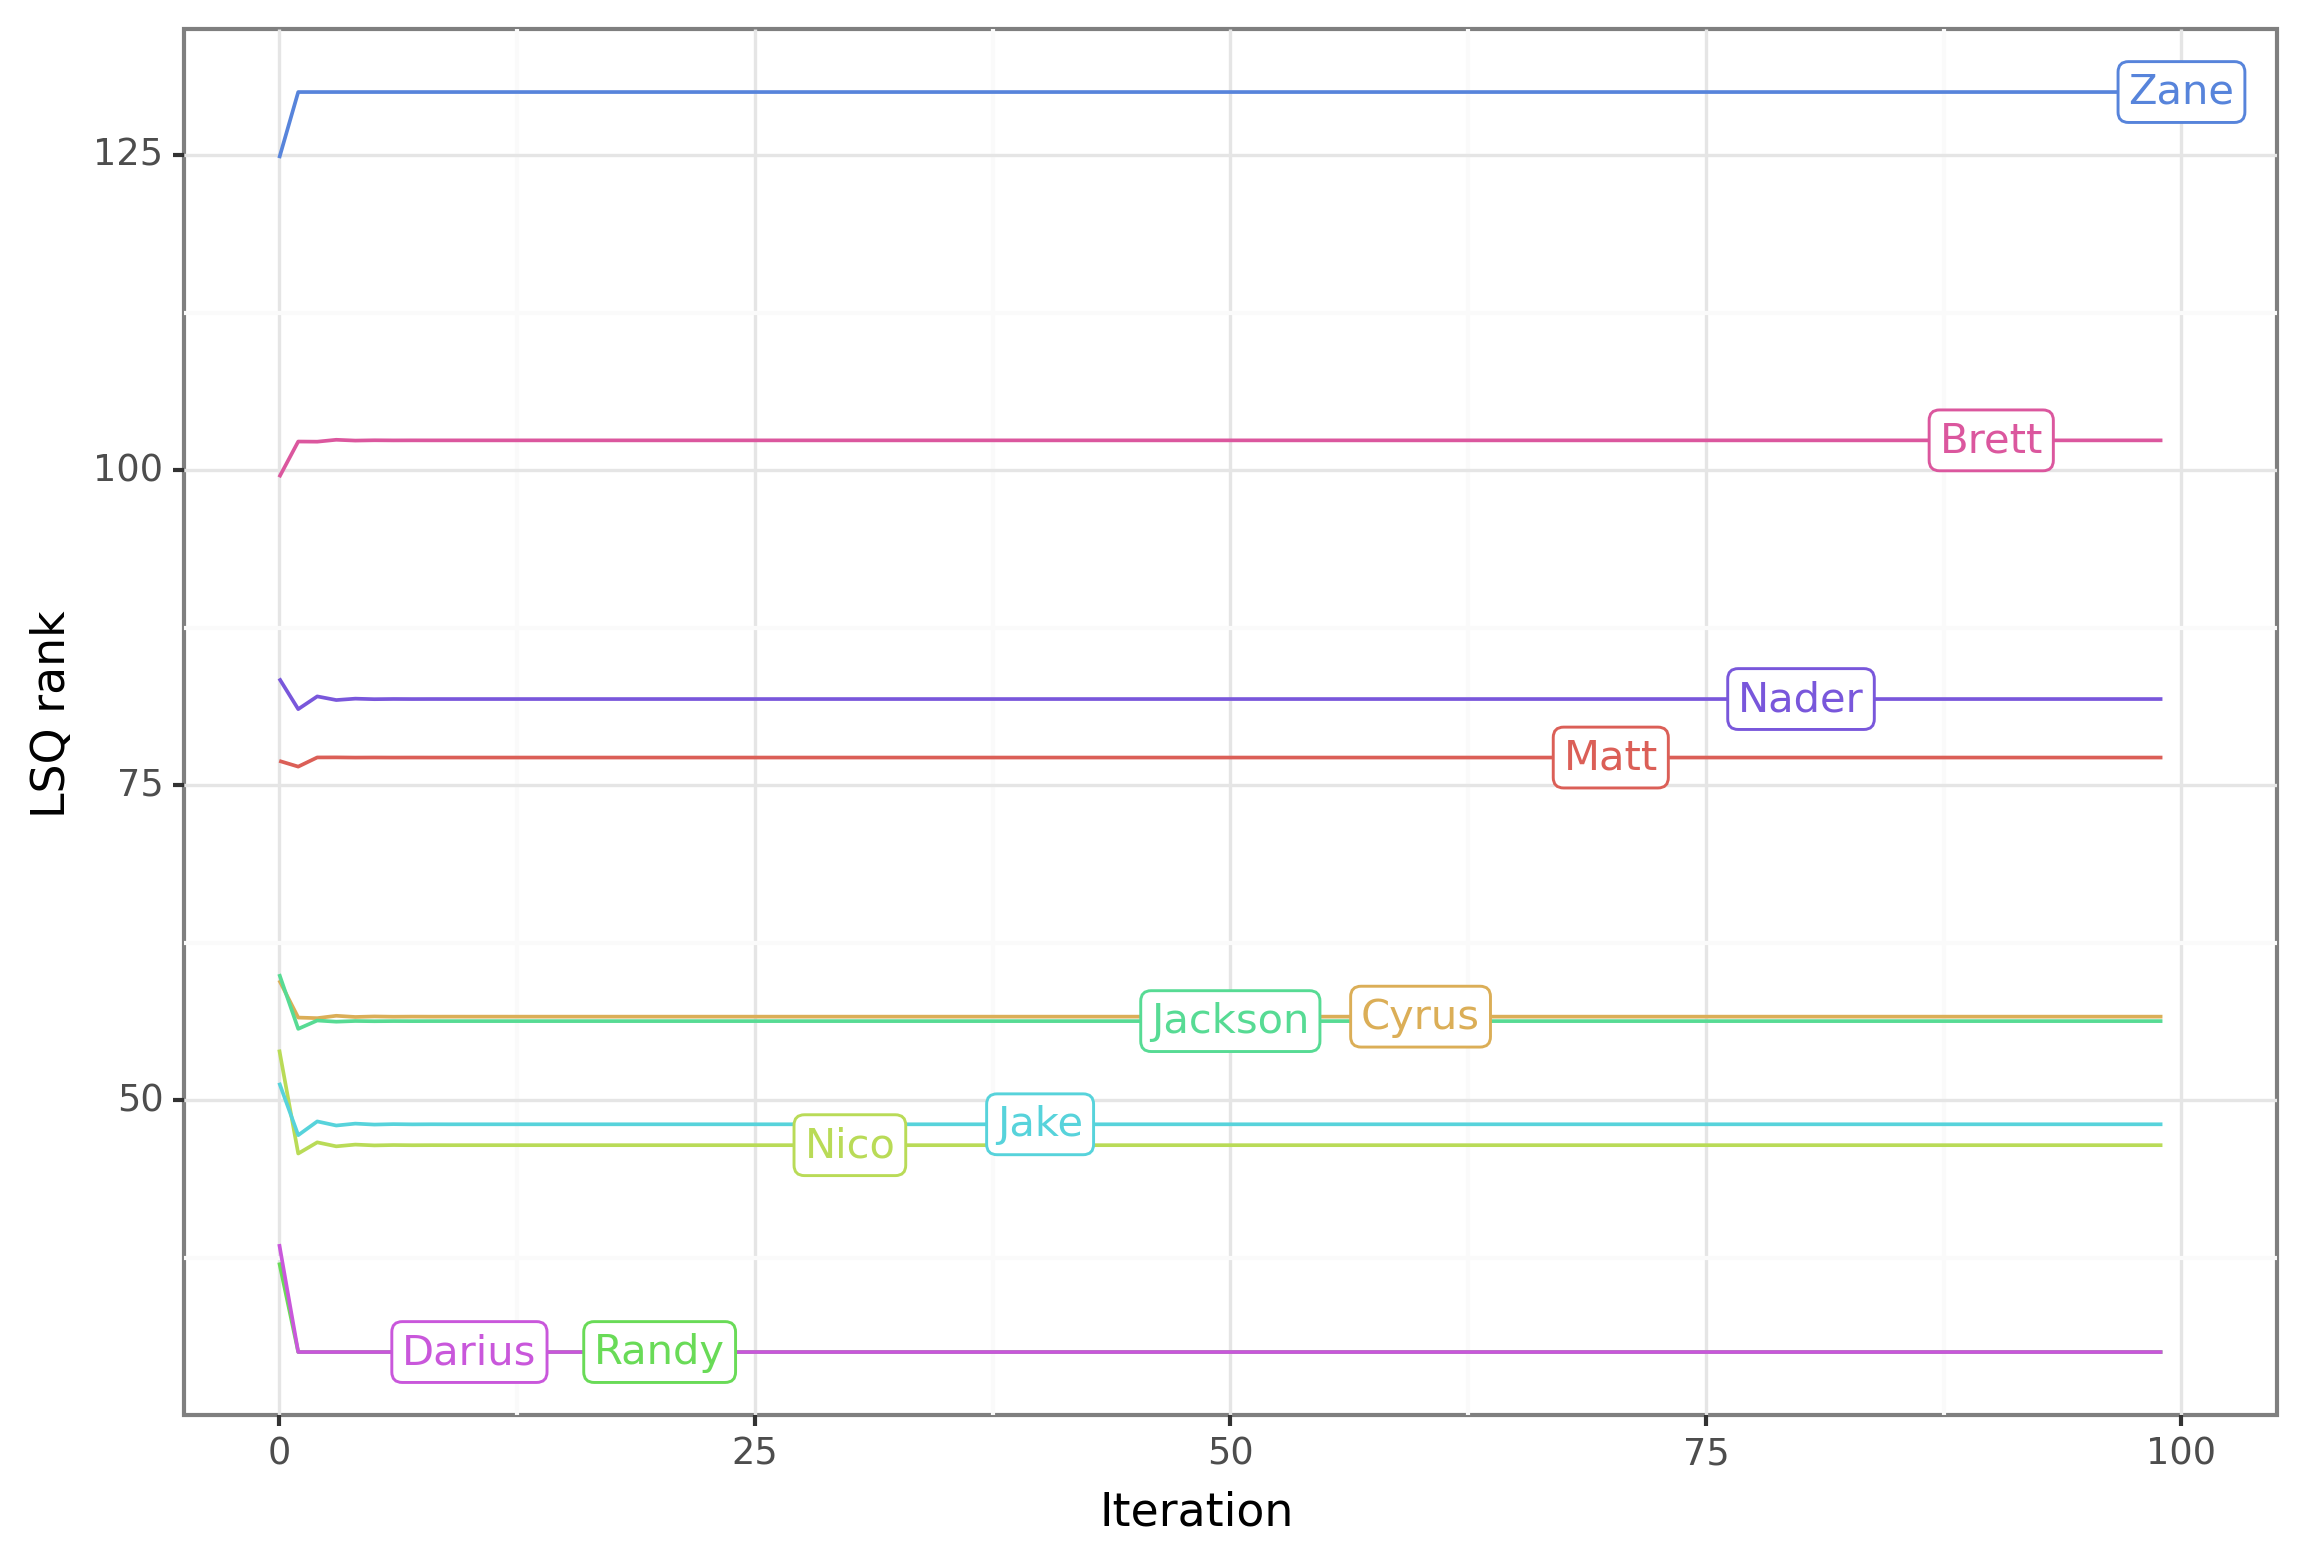 Zane
125
Brett
100
Nader
Matt
75
Jackson
Cyrus
50
Jake
Nico
Darius
Randy
0
25
50
75
100
Iteration
LSQ rank